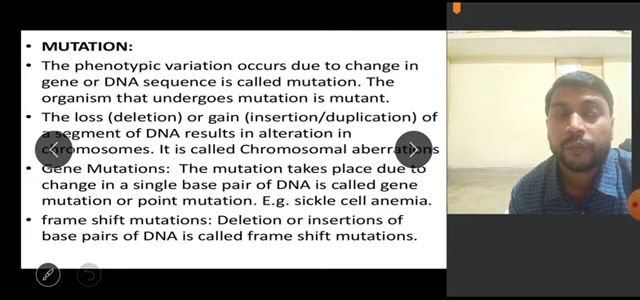 MUTATION:
The phenotypic variation occurs due to change in
gene or DNA sequence is called mutation. The
organism that undergoes mutation is mutant.
The loss (deletion) or gain (insertion/duplication) of
a segment of DNA results in alteration in
chromosomes. It is called Chromosomal aberrations
Gene Mutations: The mutation takes place due to
change in a single base pair of DNA is called gene
mutation or point mutation. E.g. sickle cell anemia.
frame shift mutations: Deletion or insertions of
base pairs of DNA is called frame shift mutations.